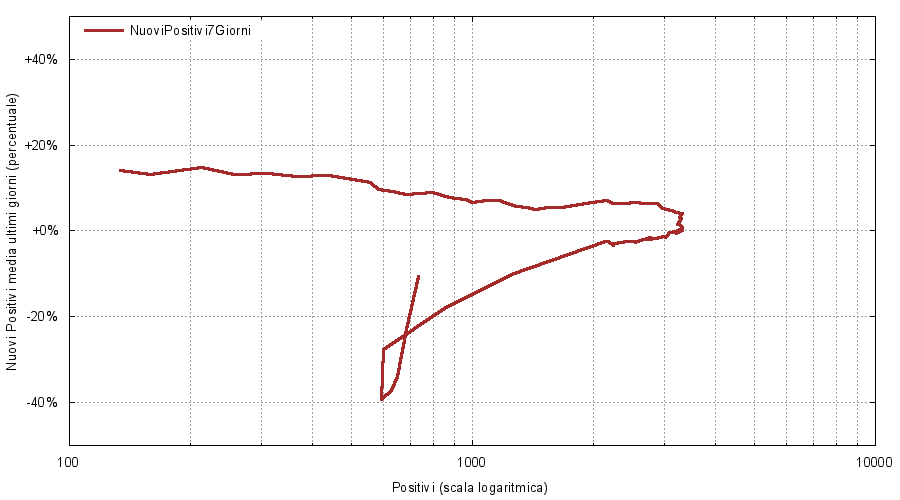 NuoviPositivi7Giorni
+40%
+20%
+0%
-20%
-40%
Nuovi Positivi media ultimi giorni (percentuale)
100
1000
10000
Positivi (scala logaritmica)